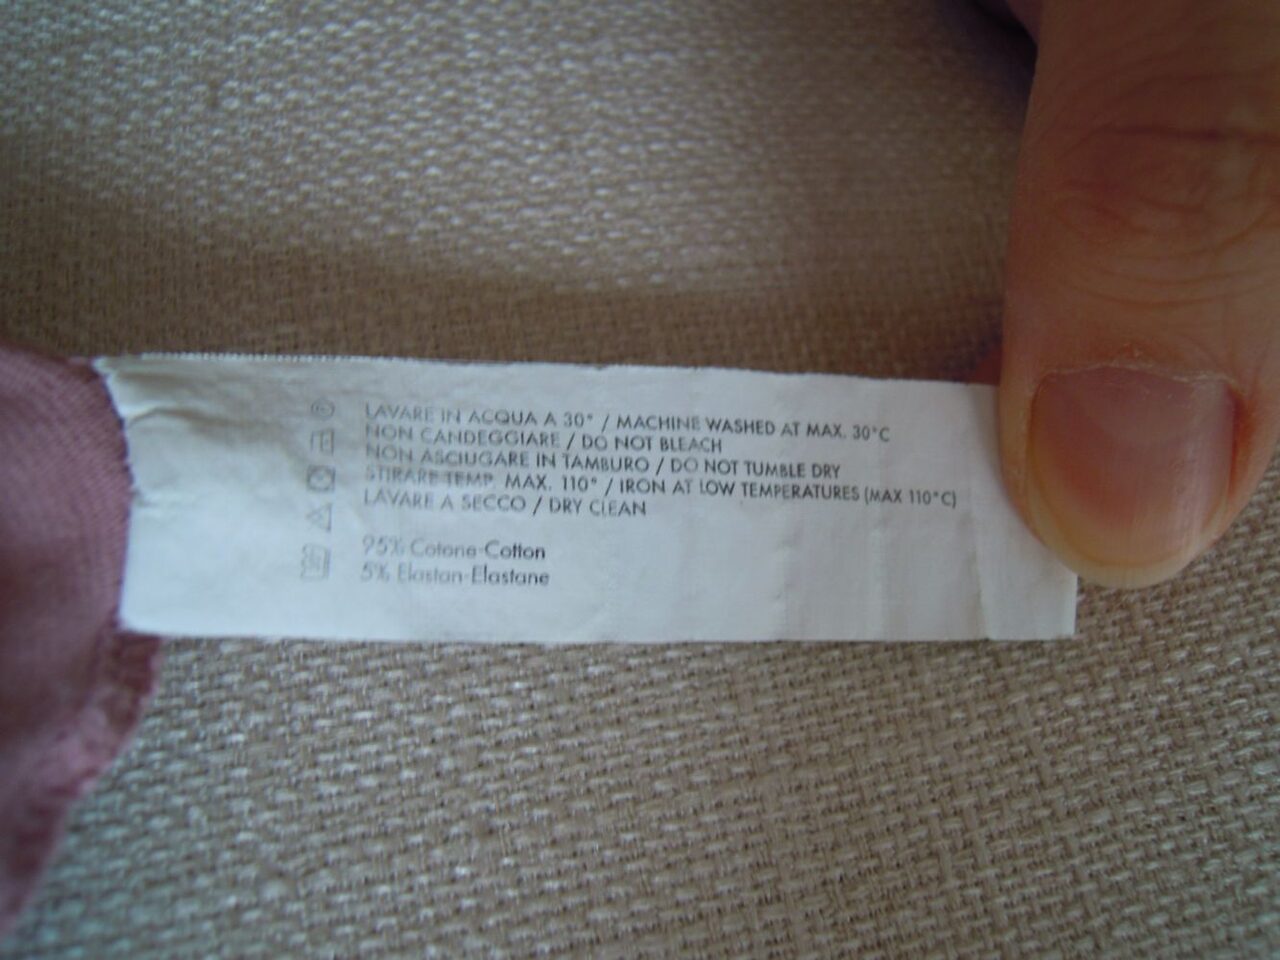 LAVARE IN ACQUA A 30° / MACHINE WASHED AT MAX. 30°C
NON CANDEGGIARE / DO NOT BLEACH
NON ASCIUGARE IN TAMBURO / DO NOT TUMBLE DRY
STIRARE TEMP. MAX. 110° / IRON AT LOW TEMPERATURES (MAX 110°C)
LAVARE A SECCO / DRY CLEAN
95% Cotone-Cotton
5% Elastan-Elastane